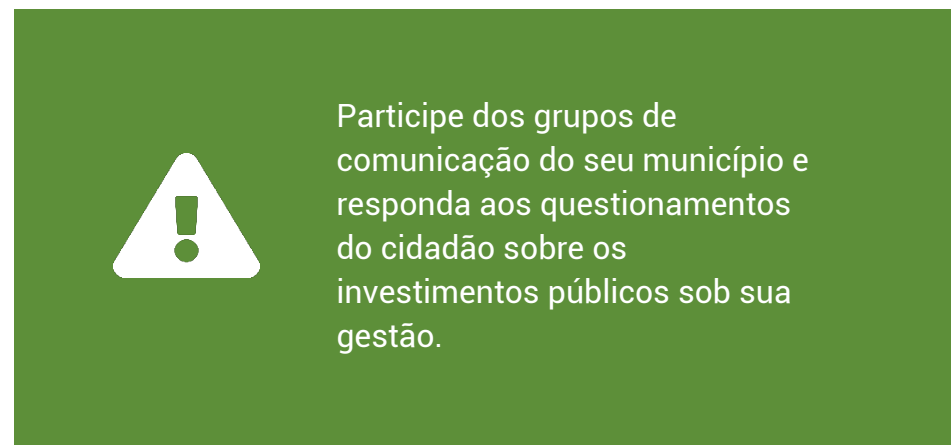 Participe dos grupos de
comunicação do seu município e
responda aos questionamentos
do cidadão sobre os
investimentos públicos sob sua
gestão.